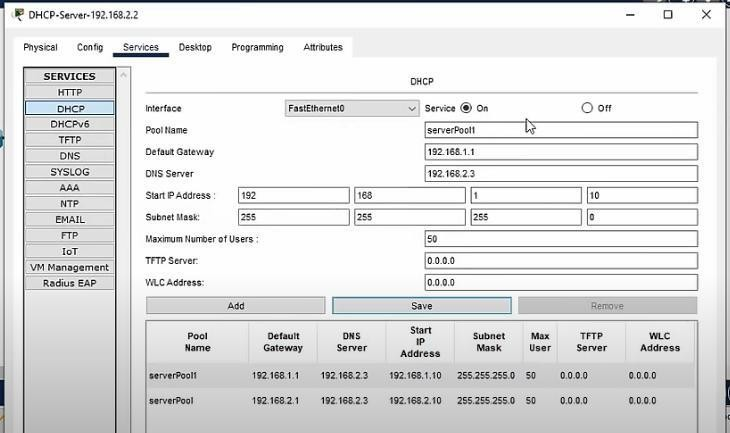 DHCP-Server-192.168.2.2
Physical Config Services Desktop Programming Attributes
SERVICES
HTTP
DHCP
DHCPv6
TFTP
DNS
SYSLOG
AAA
NTP
EMAIL
FTP
IoT
VM Management
Radius EAP
DHCP
Interface FastEthernet0 Service On Off
Pool Name serverPool1
Default Gateway 192.168.1.1
DNS Server 192.168.2.3
Start IP Address : 192 168 1 10
Subnet Mask: 255 255 255 0
Maximum Number of Users : 50
TFTP Server: 0.0.0.0
WLC Address: 0.0.0.0
Add Save Remove
Pool Name Default Gateway DNS Server Start IP Address Subnet Mask Max User TFTP Server WLC Address
serverPool1 192.168.1.1 192.168.2.3 192.168.1.10 255.255.255.0 50 0.0.0.0 0.0.0.0
serverPool 192.168.2.1 192.168.2.3 192.168.2.10 255.255.255.0 50 0.0.0.0 0.0.0.0